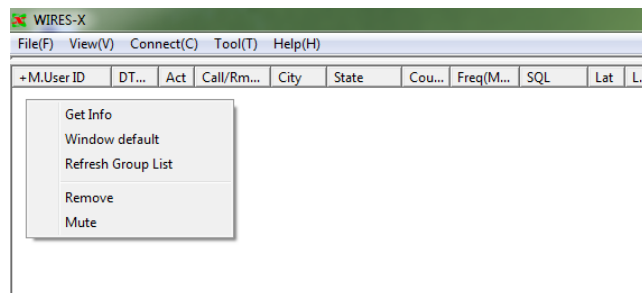 WIRES-X
File(F) View(V) Connect(C) Tool(T) Help(H)
+M.User ID DT... Act Call/Rm... City State Cou... Freq(M... SQL Lat L.
Get Info
Window default
Refresh Group List
Remove
Mute